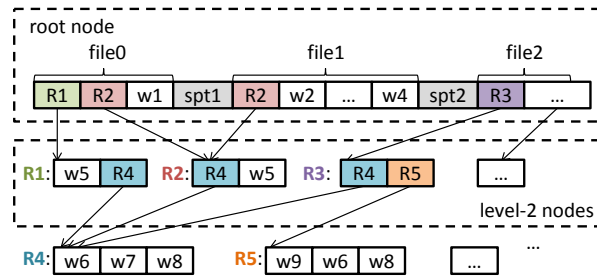 root node
file0 file1 file2
R1 R2 w1 spt1 R2 w2 ... w4 spt2 R3 ...
R1: w5 R4 R2: R4 w5 R3: R4 R5 ...
level-2 nodes
...
R4: w6 w7 w8 R5: w9 w6 w8 ...